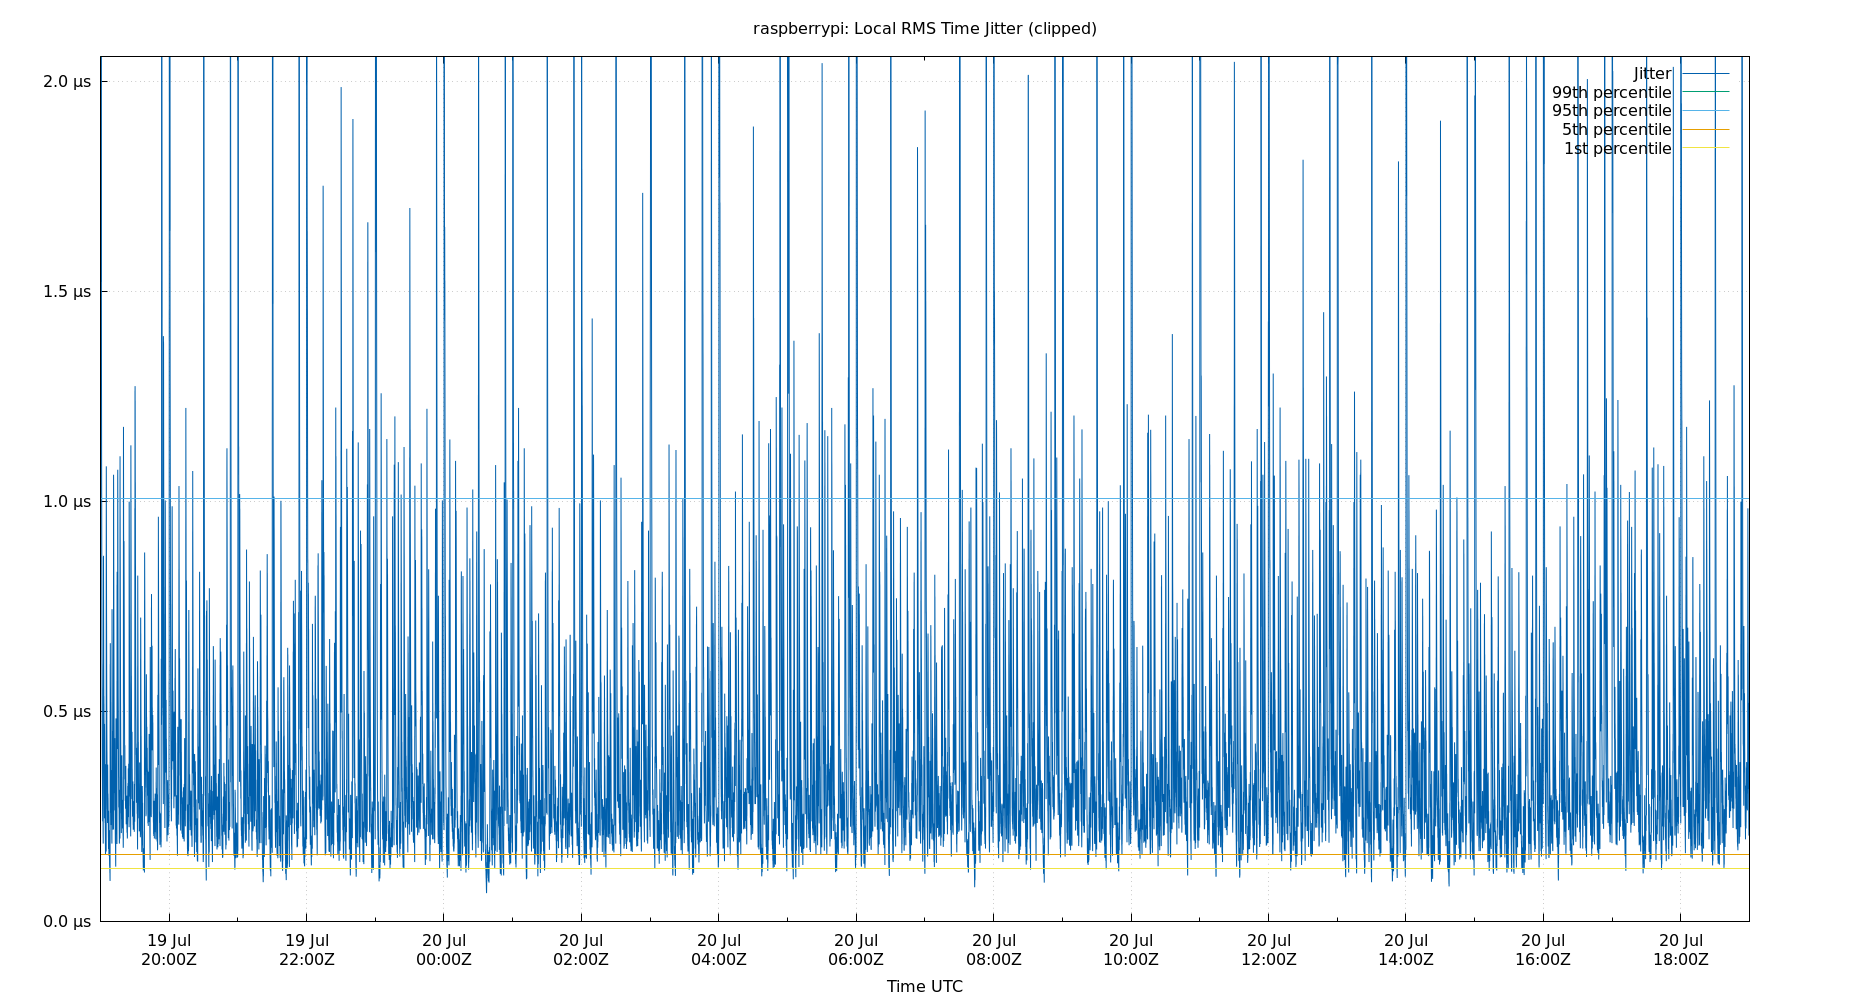 raspberrypi: Local RMS Time Jitter (clipped)
2.0 µs
1.5 µs
1.0 µs
0.5 µs
0.0 µs
Jitter
99th percentile
95th percentile
5th percentile
1st percentile
19 Jul 19 Jul 20 Jul 20 Jul 20 Jul 20 Jul 20 Jul 20 Jul 20 Jul 20 Jul 20 Jul 20 Jul
20:00Z 22:00Z 00:00Z 02:00Z 04:00Z 06:00Z 08:00Z 10:00Z 12:00Z 14:00Z 16:00Z 18:00Z
Time UTC